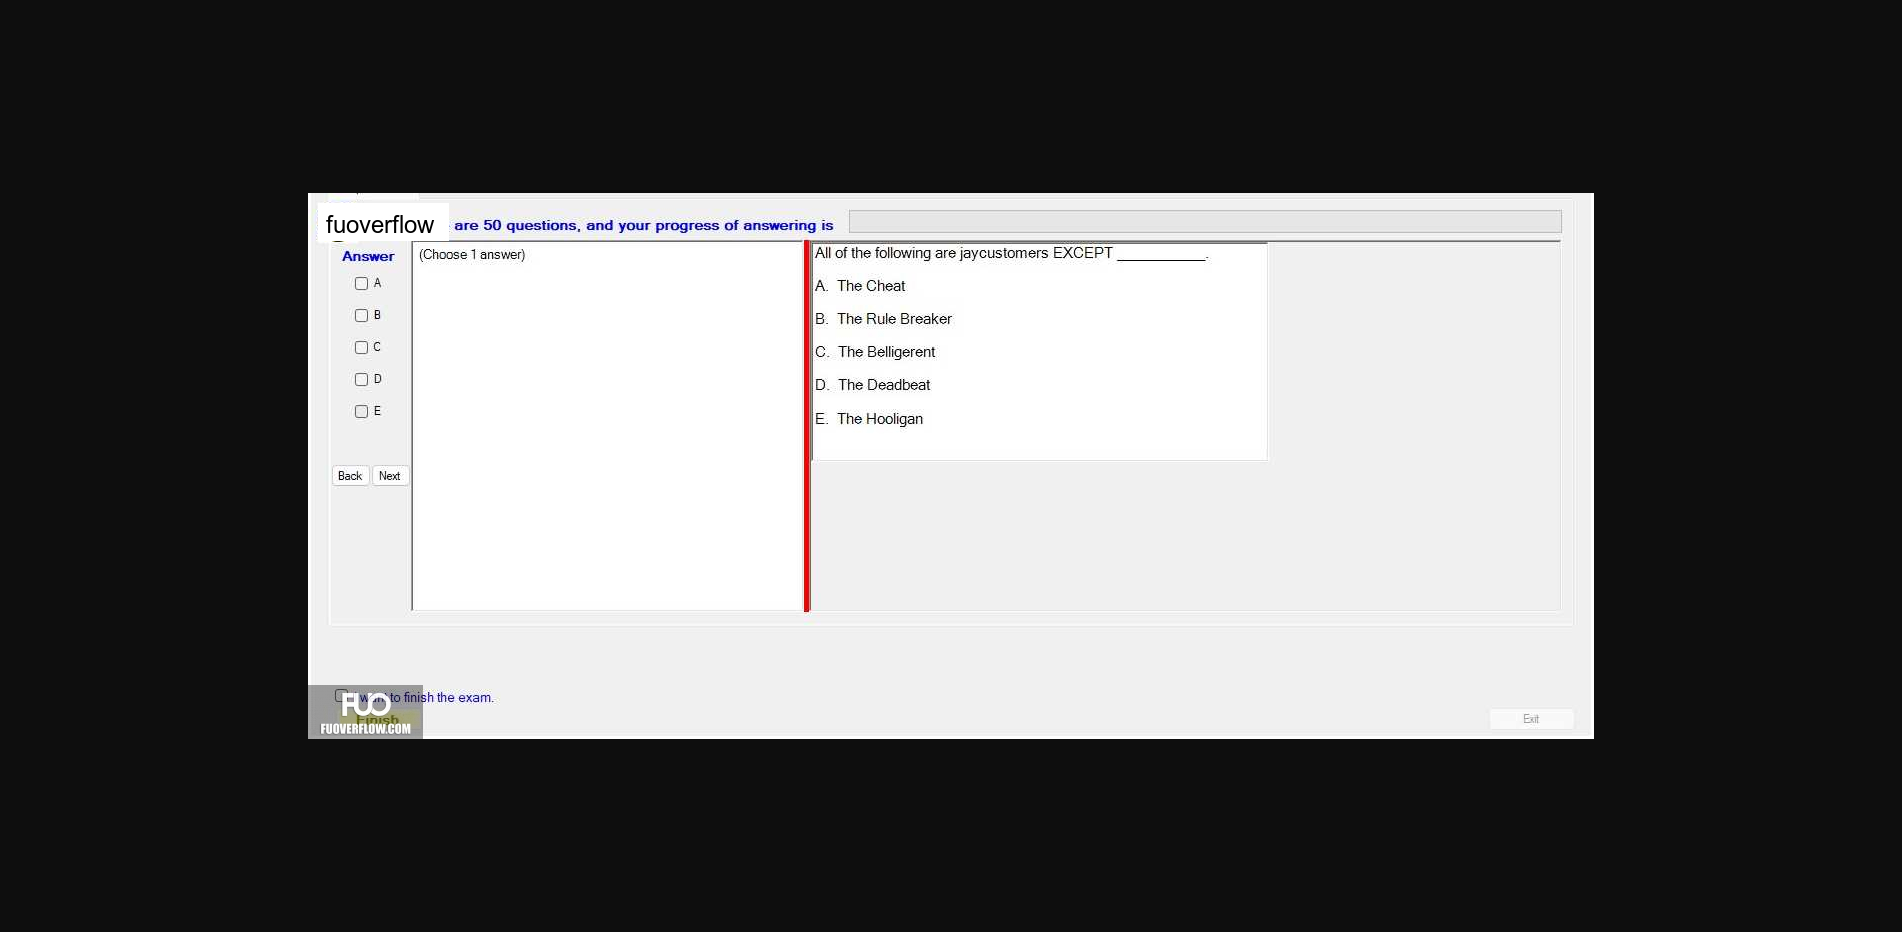 fuoverflow are 50 questions, and your progress of answering is
Answer
A
B
C
D
E
Back Next
(Choose 1 answer)
All of the following are jaycustomers EXCEPT ___________.
A. The Cheat
B. The Rule Breaker
C. The Belligerent
D. The Deadbeat
E. The Hooligan
want to finish the exam.
FUO
Finish
FUOVERFLOW.COM
Exit